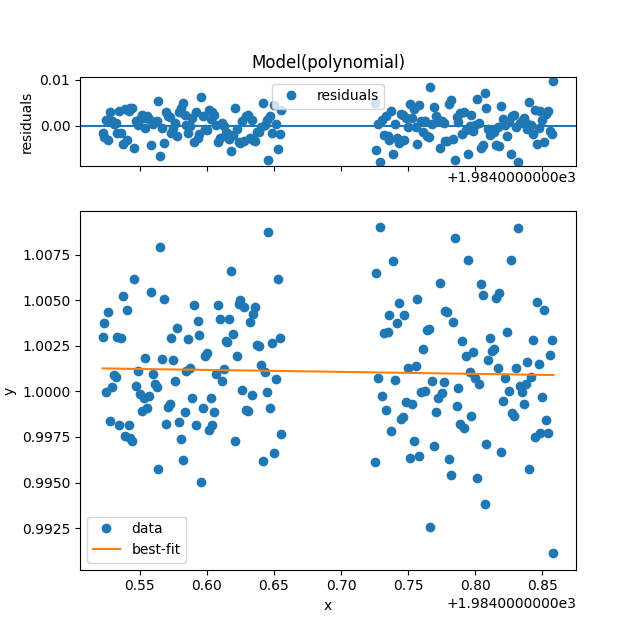 Model(polynomial)
0.01
0.00
residuals
residuals
+1.9840000000e3
1.0075
1.0050
1.0025
1.0000
0.9975
0.9950
0.9925
y
data
best-fit
0.55 0.60 0.65 0.70 0.75 0.80 0.85
x
+1.9840000000e3